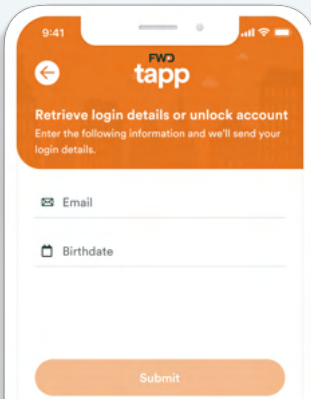 9:41
FWD
tapp
Retrieve login details or unlock account
Enter the following information and we'll send your
login details.
Email
Birthdate
Submit